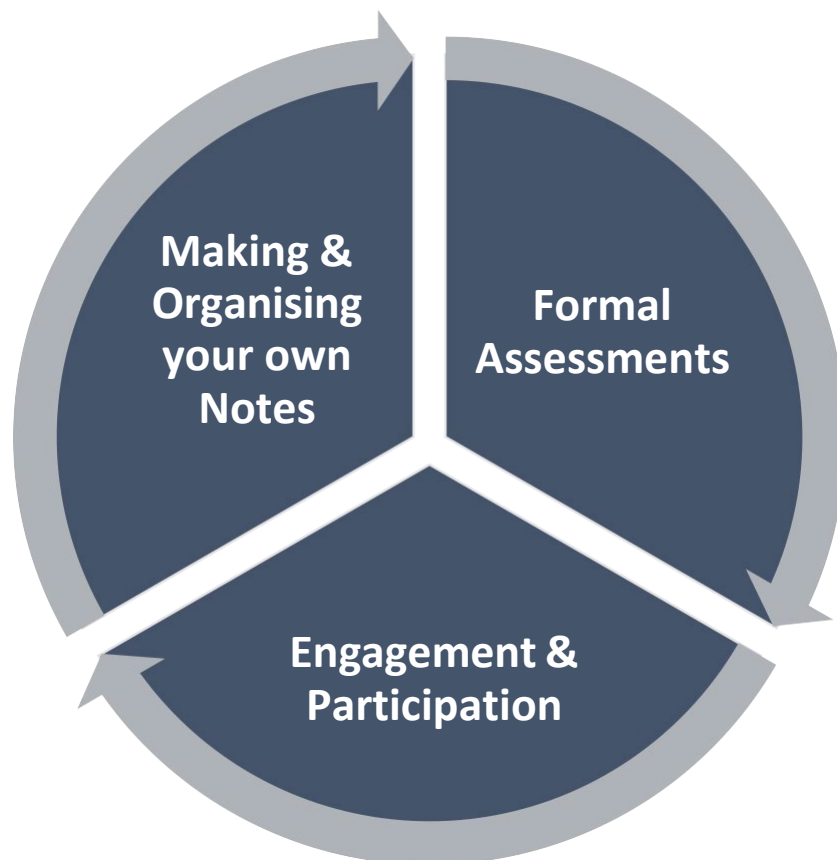 Making &
Organising
your own
Notes
Formal
Assessments
Engagement &
Participation